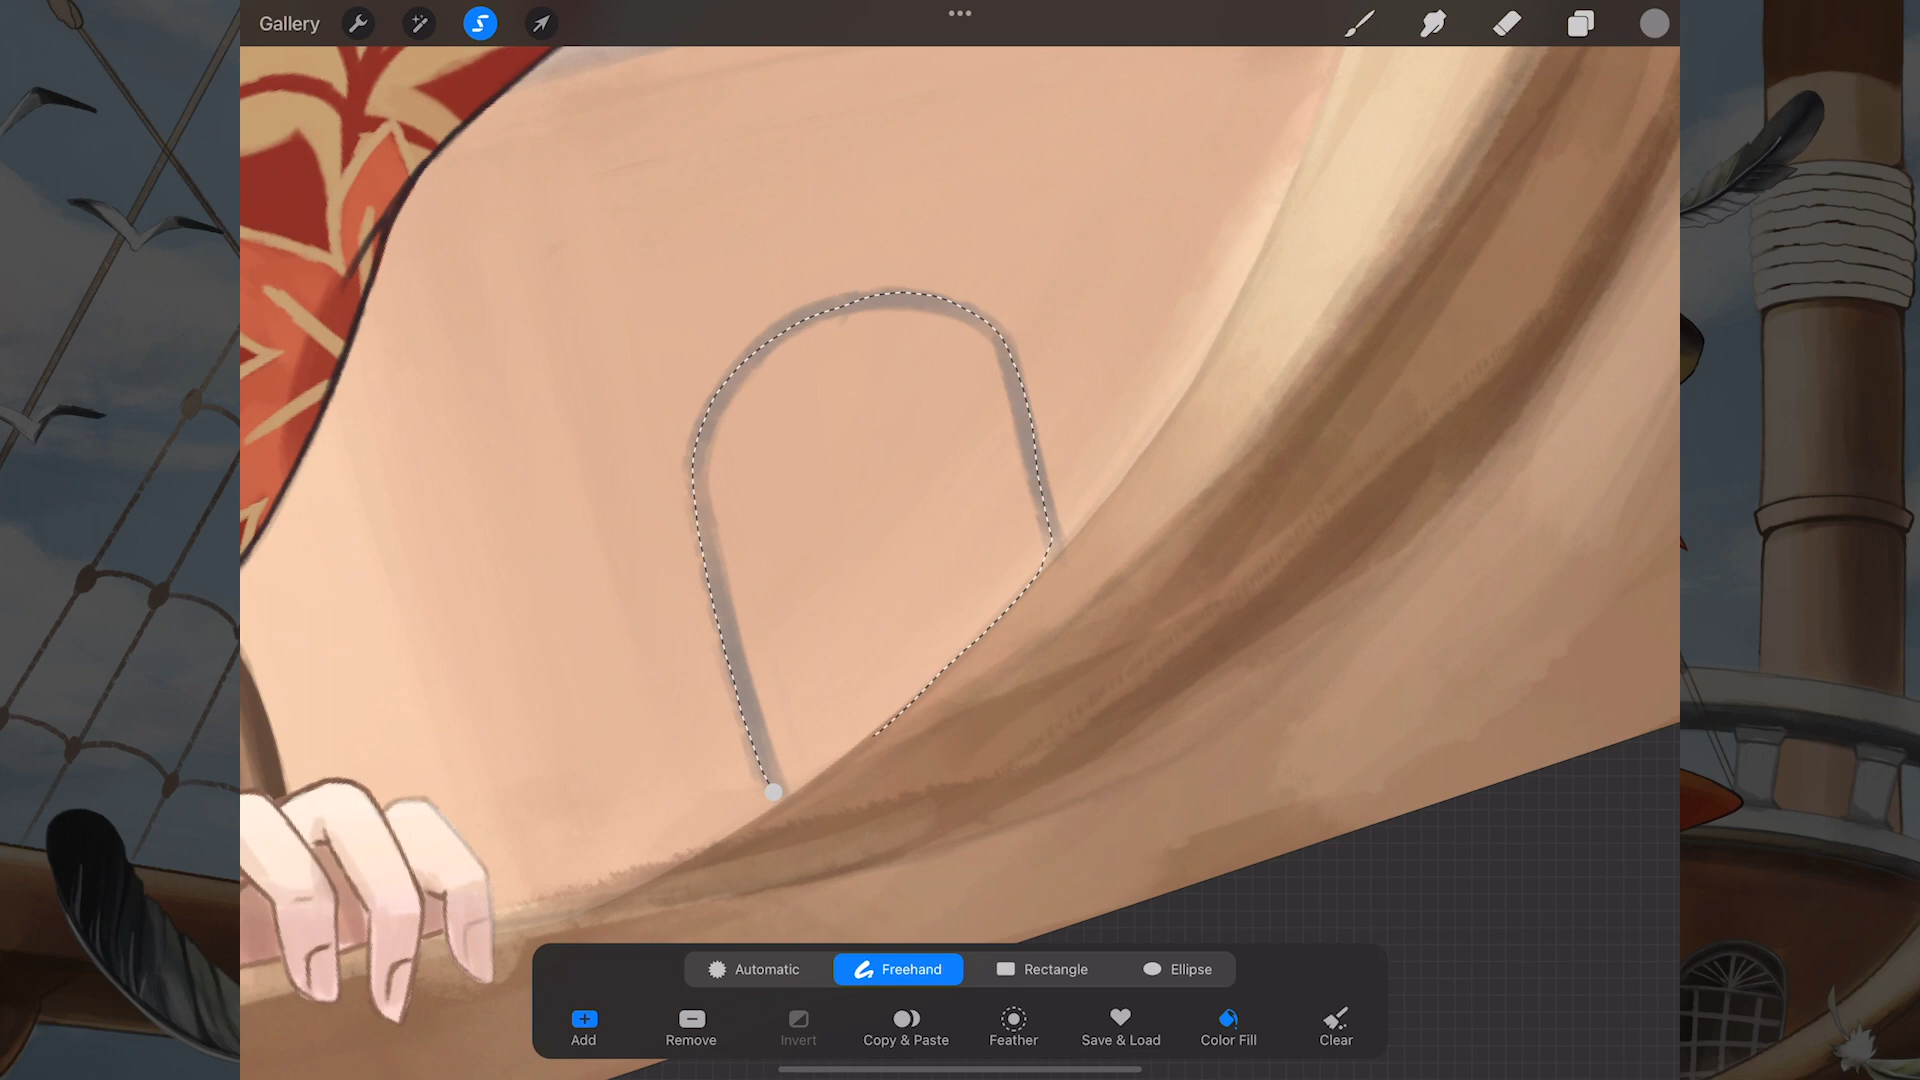 Gallery
Automatic Freehand Rectangle Ellipse
Add Remove Invert Copy & Paste Feather Save & Load Color Fill Clear